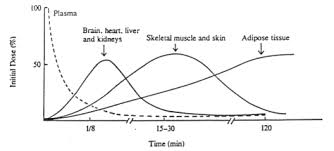 100
Plasma
Brain, heart, liver
and kidneys
Skeletal muscle and skin
Adipose tissue
Initial Dose (%)
50
1/8
15–30
120
Time (min)